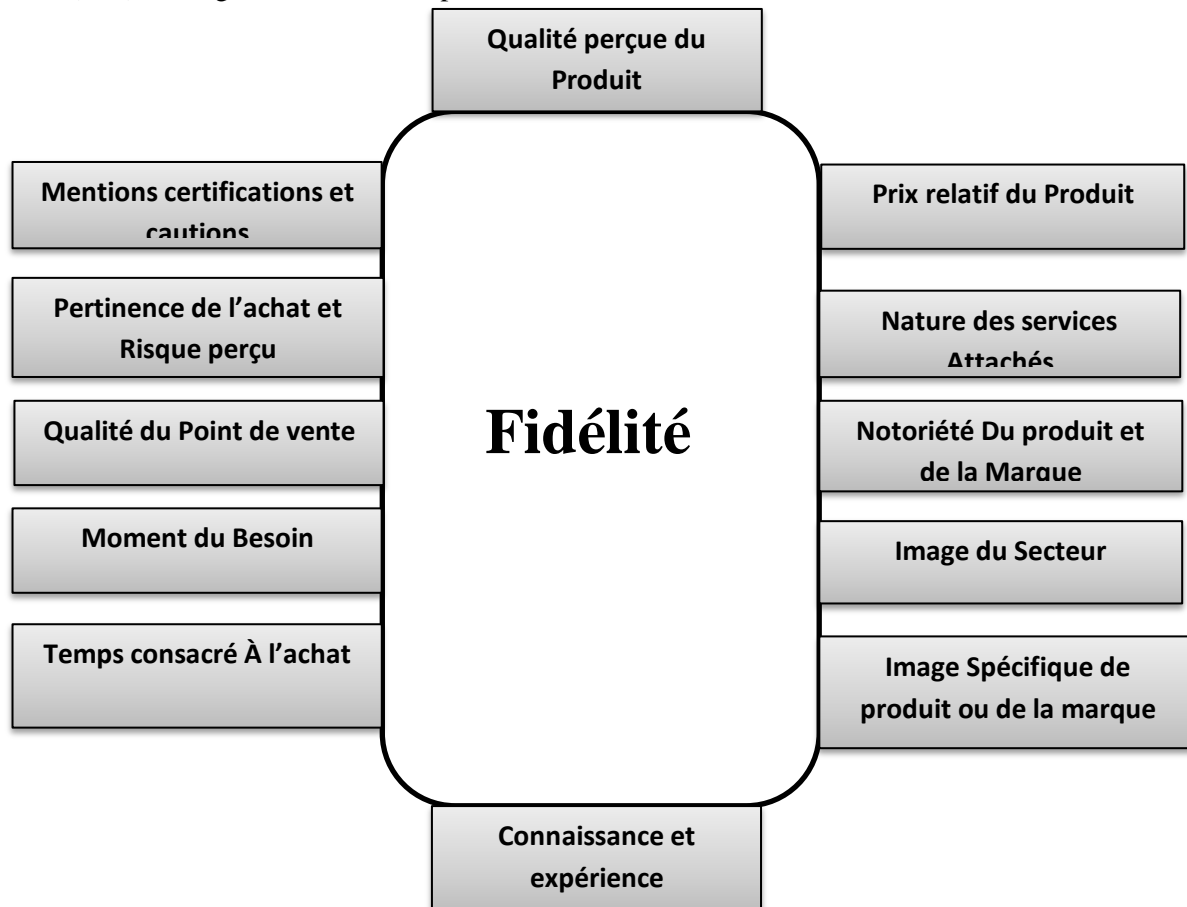 Qualité perçue du
Produit
Mentions certifications et
cautions
Prix relatif du Produit
Pertinence de l'achat et
Risque perçu
Nature des services
Attachés
Qualité du Point de vente
Fidélité
Notoriété Du produit et
de la Marque
Moment du Besoin
Image du Secteur
Temps consacré À l'achat
Image Spécifique de
produit ou de la marque
Connaissance et
expérience